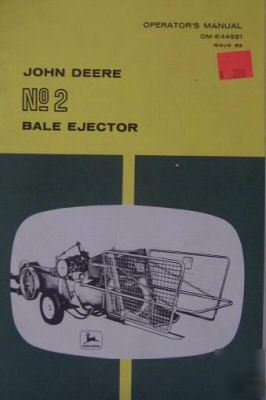 OPERATOR'S MANUAL
OM-E44921
JOHN DEERE
No 2
BALE EJECTOR